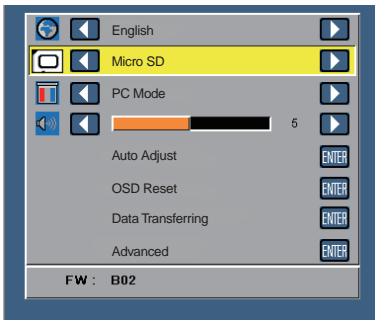 English
Micro SD
PC Mode
5
Auto Adjust ENTER
OSD Reset ENTER
Data Transferring ENTER
Advanced ENTER
FW : B02